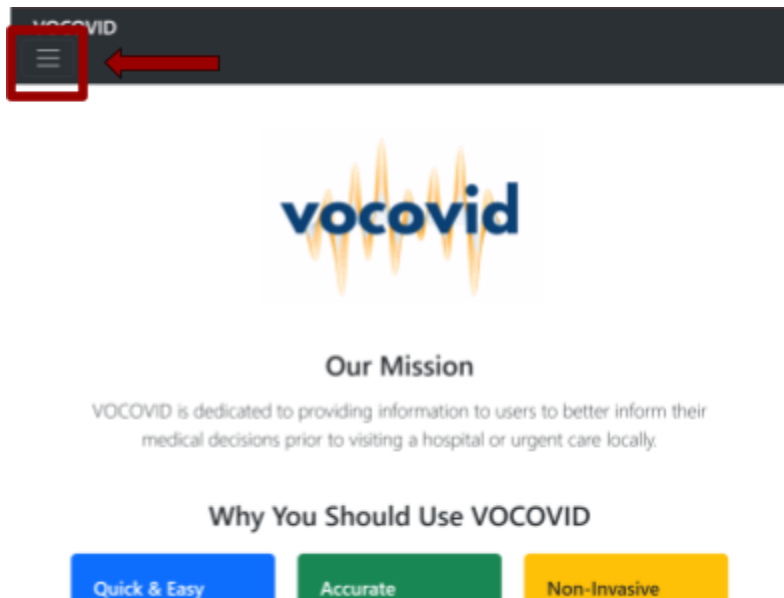 VOCOVID
vocovid
Our Mission
VOCOVID is dedicated to providing information to users to better inform their
medical decisions prior to visiting a hospital or urgent care locally.
Why You Should Use VOCOVID
Quick & Easy
Accurate
Non-Invasive